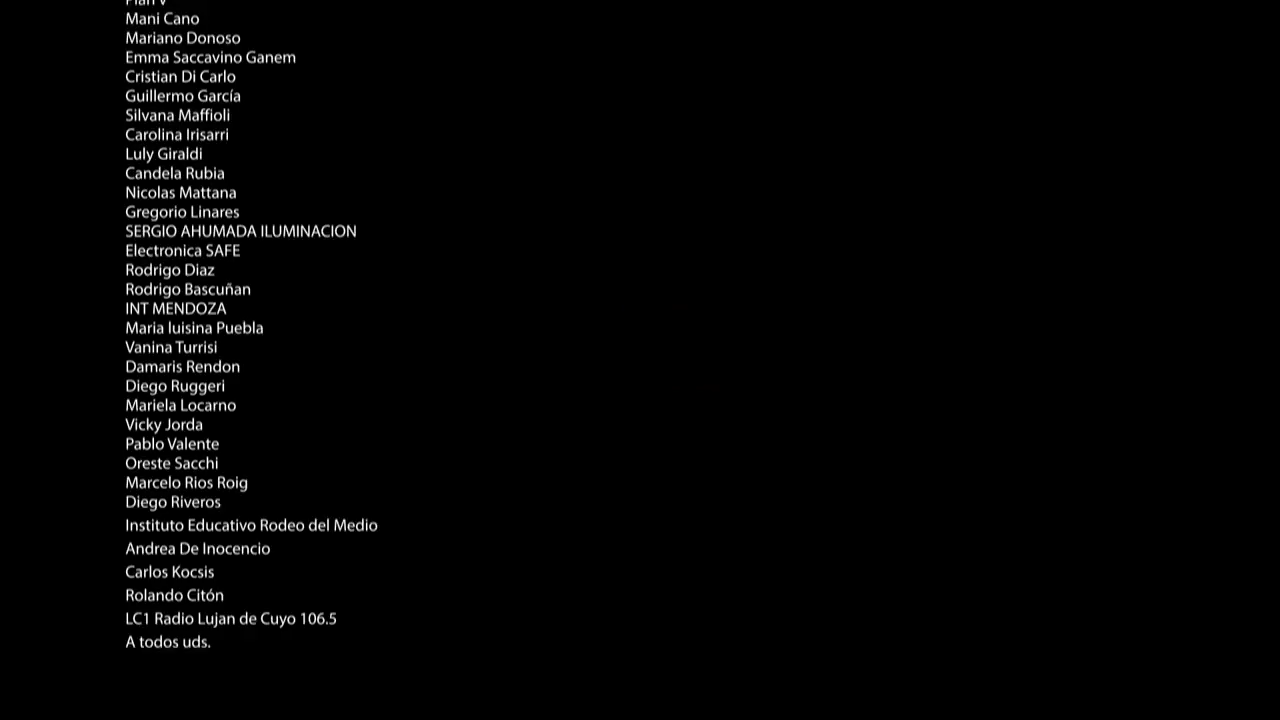 Plan V
Mani Cano
Mariano Donoso
Emma Saccavino Ganem
Cristian Di Carlo
Guillermo García
Silvana Maffioli
Carolina Irisarri
Luly Giraldi
Candela Rubia
Nicolas Mattana
Gregorio Linares
SERGIO AHUMADA ILUMINACION
Electronica SAFE
Rodrigo Diaz
Rodrigo Bascuñan
INT MENDOZA
Maria luisina Puebla
Vanina Turrisi
Damaris Rendon
Diego Ruggeri
Mariela Locarno
Vicky Jorda
Pablo Valente
Oreste Sacchi
Marcelo Rios Roig
Diego Riveros
Instituto Educativo Rodeo del Medio
Andrea De Inocencio
Carlos Kocsis
Rolando Citón
LC1 Radio Lujan de Cuyo 106.5
A todos uds.